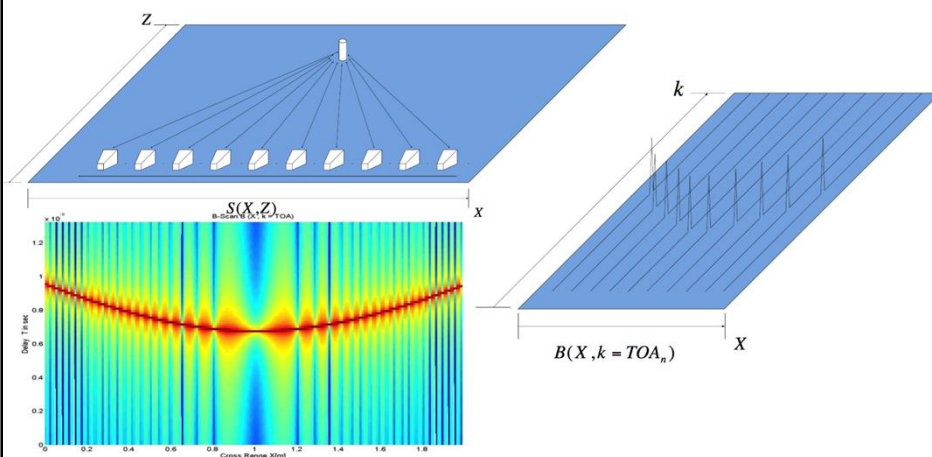 Z
X
S(X,Z)
k
X
B(X,k=TOA_n)
B-Scan B (X, k = TOA)
1.2
1
0.8
0.6
0.4
0.2
0
Delay T in sec
0 0.2 0.4 0.6 0.8 1 1.2 1.4 1.6 1.8
Cross Range X[m]